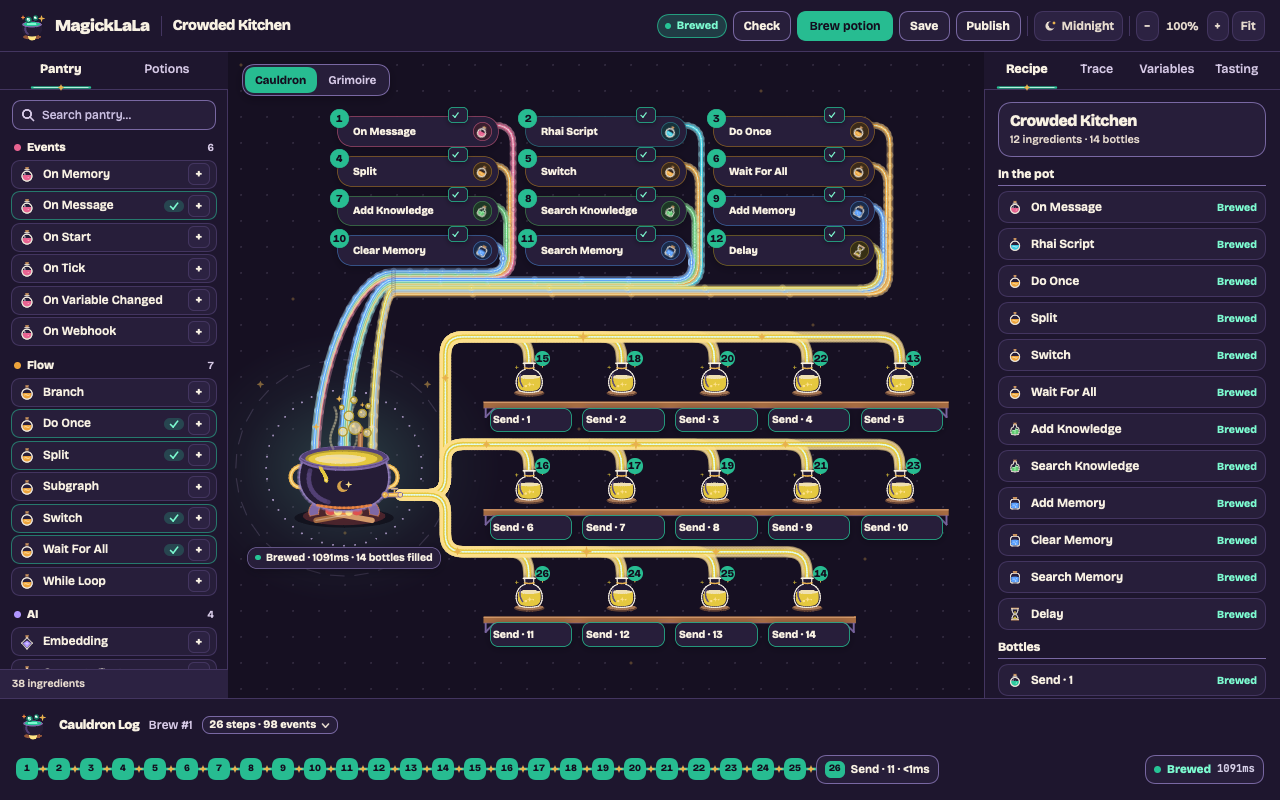 MagickLaLa
Crowded Kitchen
Brewed
Check
Brew potion
Save
Publish
Midnight
−
100%
+
Fit
Pantry
Potions
Search pantry...
Events 6
On Memory +
On Message +
On Start +
On Tick +
On Variable Changed +
On Webhook +
Flow 7
Branch +
Do Once +
Split +
Subgraph +
Switch +
Wait For All +
While Loop +
AI 4
Embedding +
38 ingredients
Cauldron
Grimoire
1 On Message
2 Rhai Script
3 Do Once
4 Split
5 Switch
6 Wait For All
7 Add Knowledge
8 Search Knowledge
9 Add Memory
10 Clear Memory
11 Search Memory
12 Delay
15 18 20 22 13
Send · 1
Send · 2
Send · 3
Send · 4
Send · 5
16 17 19 21 23
Send · 6
Send · 7
Send · 8
Send · 9
Send · 10
26 24 25 14
Send · 11
Send · 12
Send · 13
Send · 14
Brewed · 1091ms · 14 bottles filled
Recipe
Trace
Variables
Tasting
Crowded Kitchen
12 ingredients · 14 bottles
In the pot
On Message Brewed
Rhai Script Brewed
Do Once Brewed
Split Brewed
Switch Brewed
Wait For All Brewed
Add Knowledge Brewed
Search Knowledge Brewed
Add Memory Brewed
Clear Memory Brewed
Search Memory Brewed
Delay Brewed
Bottles
Send · 1 Brewed
Cauldron Log
Brew #1
26 steps · 98 events
1 2 3 4 5 6 7 8 9 10 11 12 13 14 15 16 17 18 19 20 21 22 23 24 25 26 Send · 11 · <1ms
Brewed 1091ms